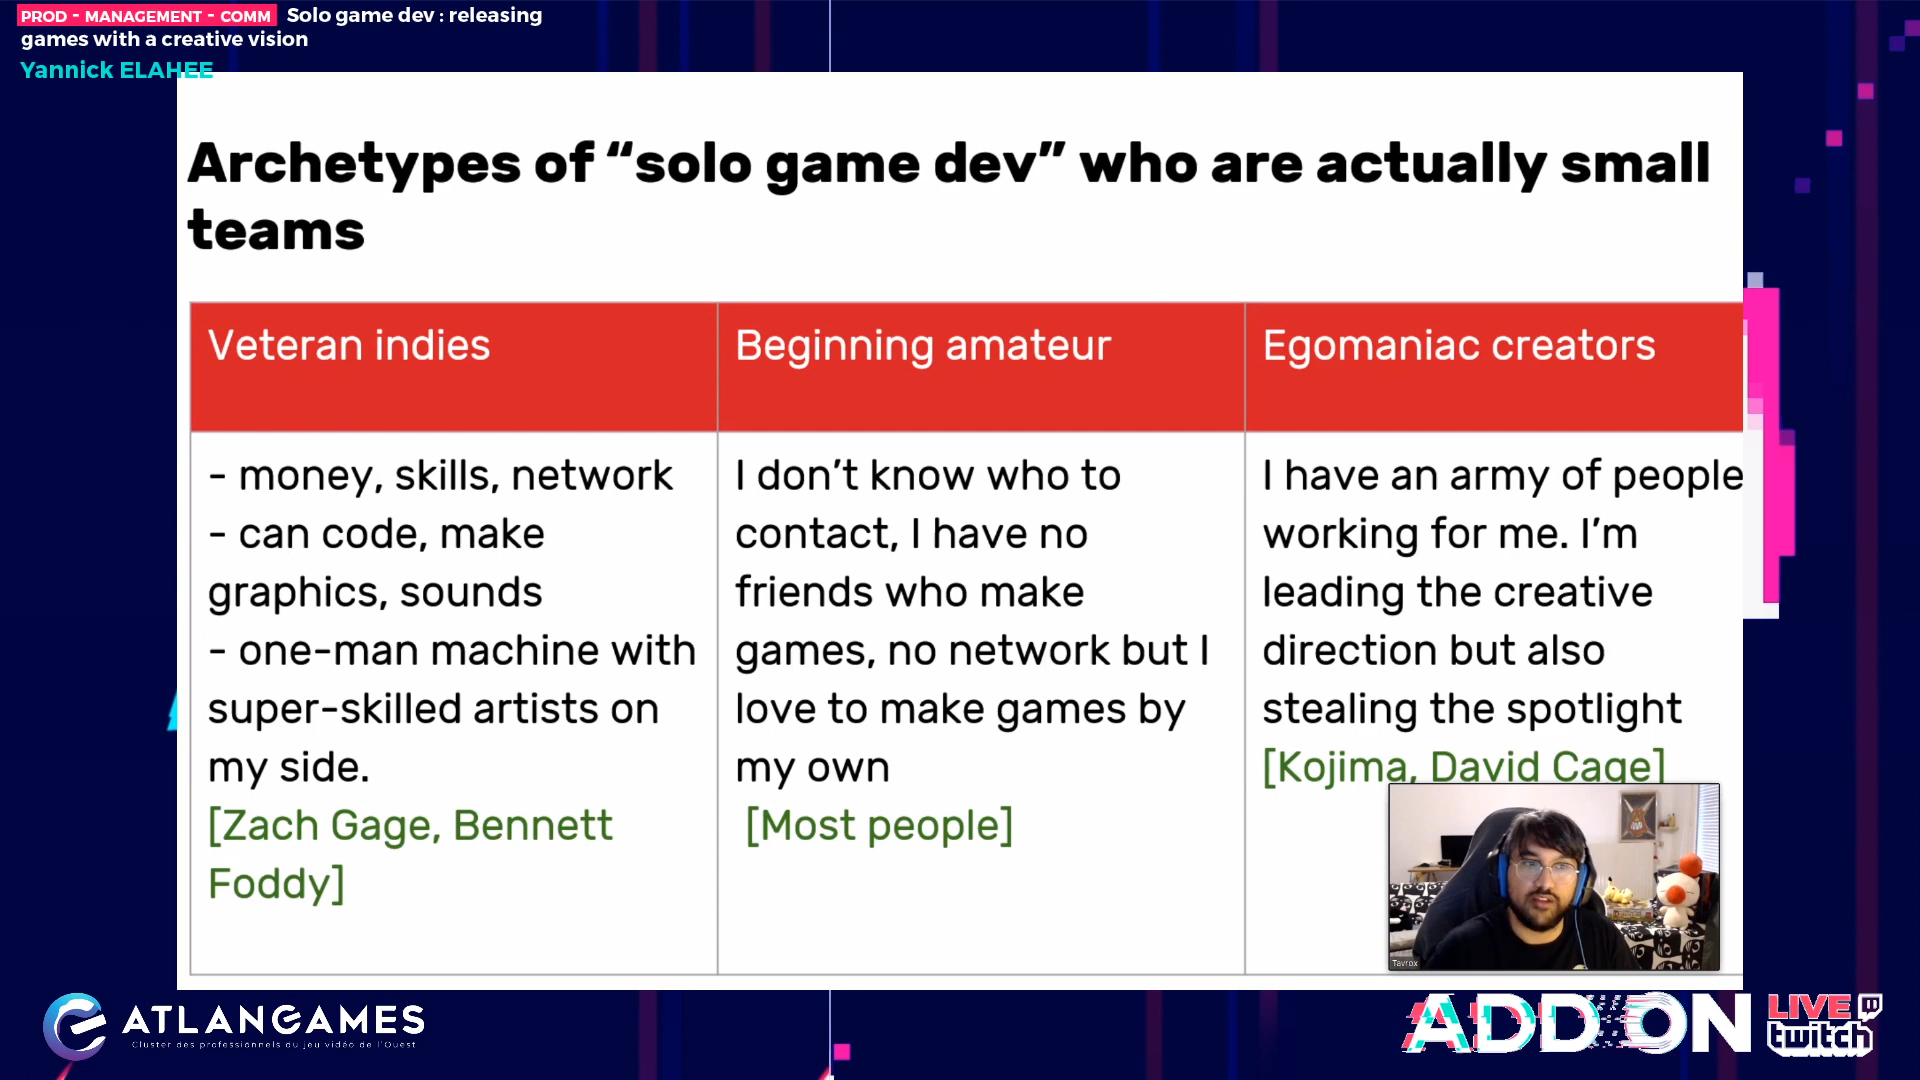 PROD - MANAGEMENT - COMM Solo game dev : releasing
games with a creative vision
Yannick ELAHEE
Archetypes of “solo game dev” who are actually small
teams
Veteran indies
Beginning amateur
Egomaniac creators
- money, skills, network
- can code, make
graphics, sounds
- one-man machine with
super-skilled artists on
my side.
[Zach Gage, Bennett
Foddy]
I don’t know who to
contact, I have no
friends who make
games, no network but I
love to make games by
my own
[Most people]
I have an army of people
working for me. I’m
leading the creative
direction but also
stealing the spotlight
[Kojima, David Cage]
Tavrox
ATLANGAMES
Cluster des professionnels du jeu vidéo de l'Ouest
ADD ON
LIVE
twitch